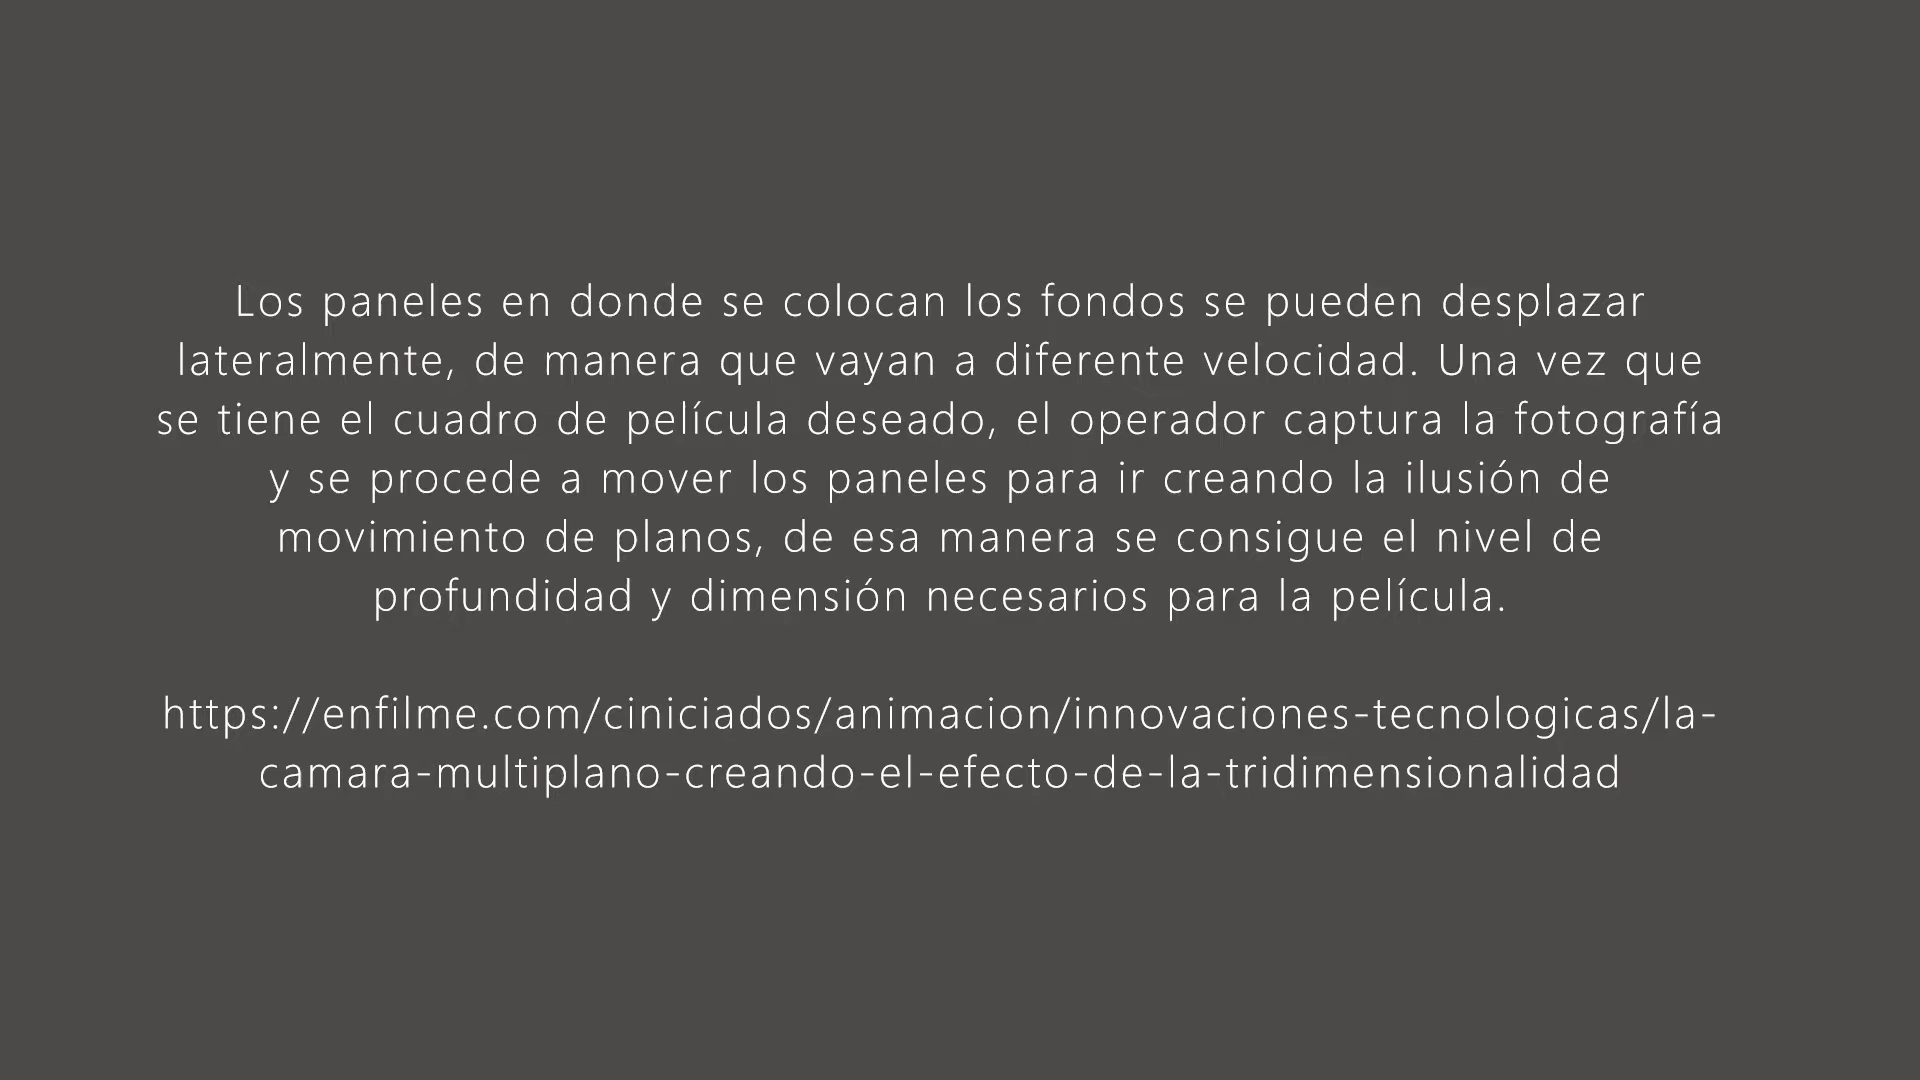 Los paneles en donde se colocan los fondos se pueden desplazar
lateralmente, de manera que vayan a diferente velocidad. Una vez que
se tiene el cuadro de película deseado, el operador captura la fotografía
y se procede a mover los paneles para ir creando la ilusión de
movimiento de planos, de esa manera se consigue el nivel de
profundidad y dimensión necesarios para la película.
https://enfilme.com/ciniciados/animacion/innovaciones-tecnologicas/la-
camara-multiplano-creando-el-efecto-de-la-tridimensionalidad